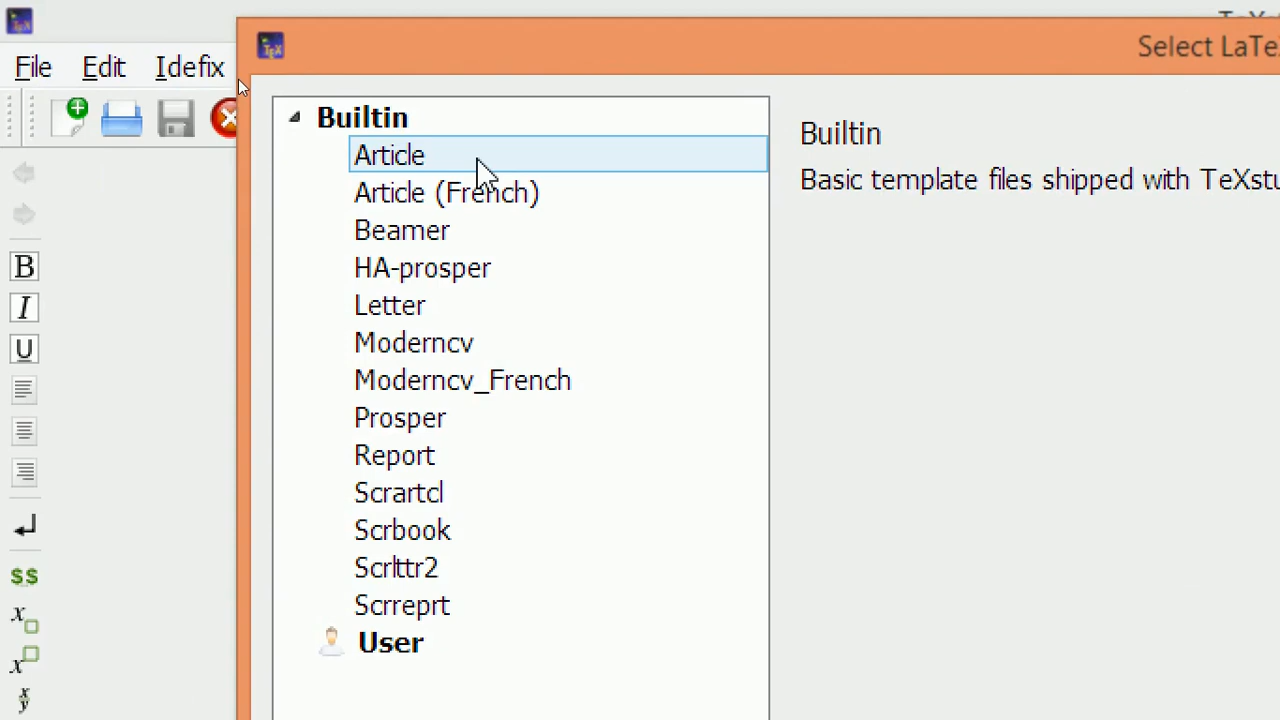 File Edit Idefix
Select LaTe
Builtin
Article
Article (French)
Beamer
HA-prosper
Letter
Moderncv
Moderncv_French
Prosper
Report
Scrartcl
Scrbook
Scrlttr2
Scrreprt
User
Builtin
Basic template files shipped with TeXstu
B
I
U
$$
x
x
x
y